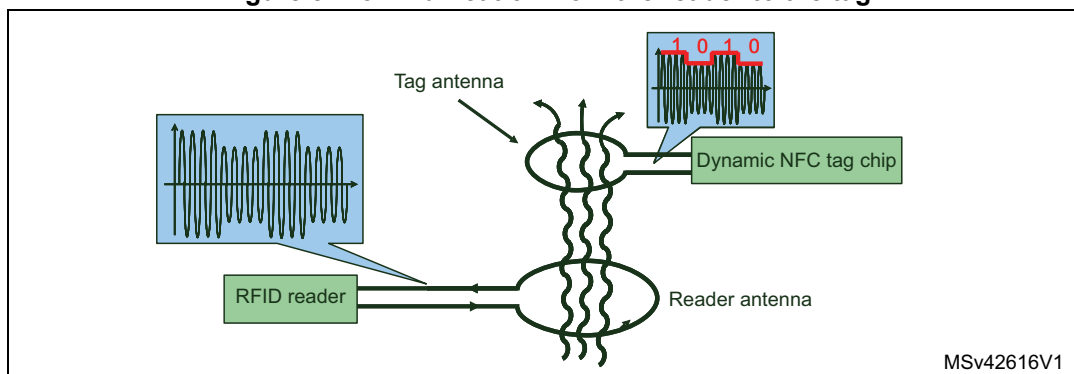 1 0 1 0
Tag antenna
Dynamic NFC tag chip
RFID reader
Reader antenna
MSv42616V1